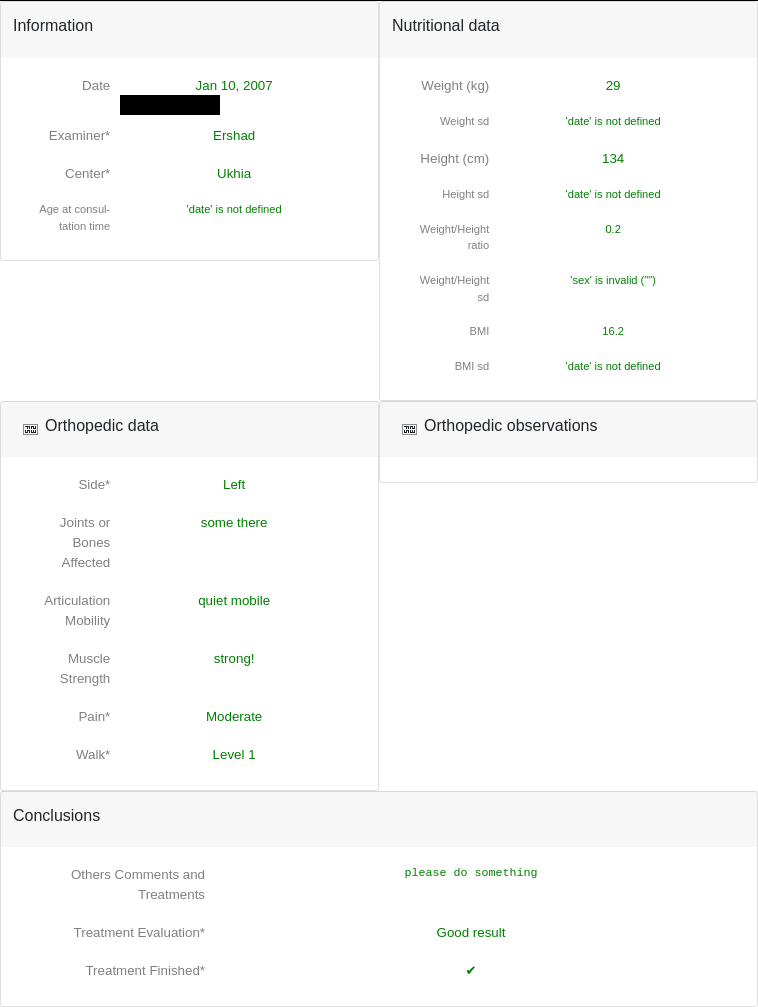 Information
Date Jan 10, 2007
Examiner* Ershad
Center* Ukhia
Age at consul- 'date' is not defined
tation time
Nutritional data
Weight (kg) 29
Weight sd 'date' is not defined
Height (cm) 134
Height sd 'date' is not defined
Weight/Height 0.2
ratio
Weight/Height 'sex' is invalid ("")
sd
BMI 16.2
BMI sd 'date' is not defined
Orthopedic data
Side* Left
Joints or some there
Bones
Affected
Articulation quiet mobile
Mobility
Muscle strong!
Strength
Pain* Moderate
Walk* Level 1
Orthopedic observations
Conclusions
Others Comments and please do something
Treatments
Treatment Evaluation* Good result
Treatment Finished* ✔